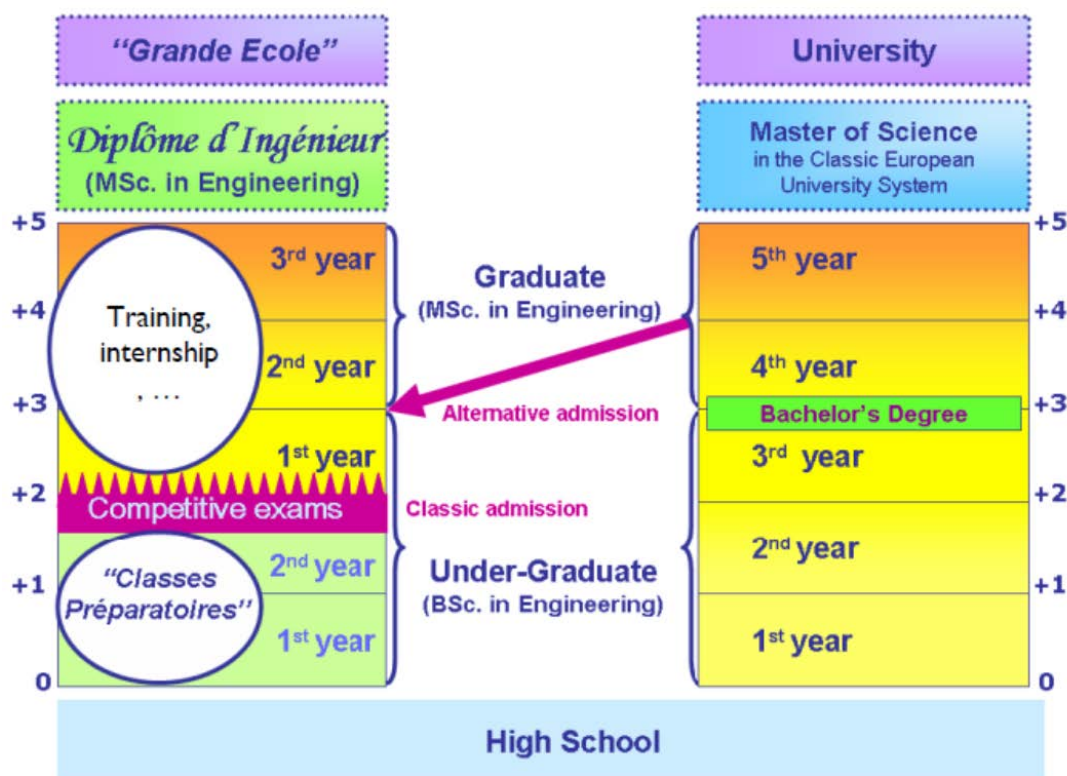 “Grande Ecole”
Diplôme d’Ingénieur
(MSc. in Engineering)
+5
3rd year
+4
Training,
internship
, ...
2nd year
+3
1st year
+2
Competitive exams
2nd year
+1
“Classes
Préparatoires”
1st year
0
Graduate
(MSc. in Engineering)
Alternative admission
Classic admission
Under-Graduate
(BSc. in Engineering)
University
Master of Science
in the Classic European
University System
+5
5th year
+4
4th year
+3
Bachelor’s Degree
3rd year
+2
2nd year
+1
1st year
0
High School